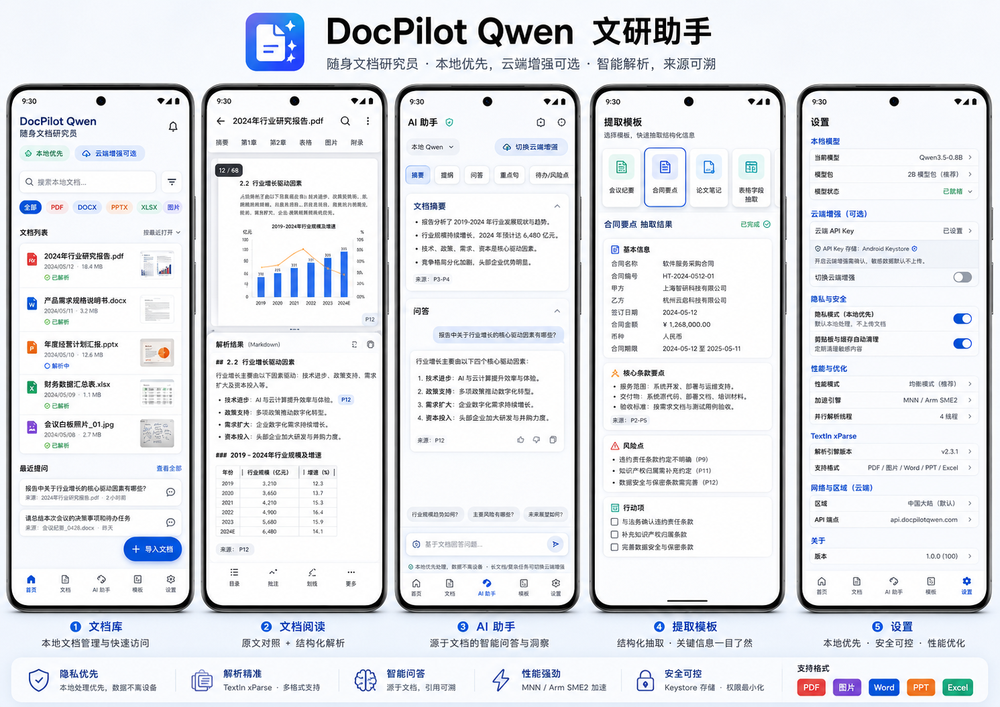 DocPilot Qwen 文研助手
随身文档研究员 · 本地优先，云端增强可选 · 智能解析，来源可溯
9:30
DocPilot Qwen
随身文档研究员
本地优先
云端增强可选
搜索本地文档...
全部 PDF DOCX PPTX XLSX 图片
文档列表 按最近打开
2024年行业研究报告.pdf
2024/05/12 · 18.4 MB
已解析
产品需求规格说明书.docx
2024/05/11 · 3.2 MB
已解析
年度经营计划汇报.pptx
2024/05/10 · 12.6 MB
解析中
财务数据汇总表.xlsx
2024/05/09 · 1.1 MB
已解析
会议白板照片_01.jpg
2024/05/08 · 2.7 MB
已解析
最近提问 查看全部
报告中关于行业增长的核心驱动因素有哪些?
来源: 2024年行业研究报告.pdf · 2小时前
请总结本次会议的决策事项和待办任务
来源: 会议纪要_0428.docx · 昨天
+ 导入文档
首页 文档 AI 助手 模板 设置
9:30
2024年行业研究报告.pdf
摘要 第1章 第2章 表格 图片 附录
12 / 68
2.2 行业增长驱动因素
2019-2024年行业规模及增速
亿元 %
2019 2020 2021 2022 2023 2024E
P12
解析结果 (Markdown)
## 2.2 行业增长驱动因素
行业增长主要由以下因素驱动：技术进步、政策支持、需求
扩大及资本投入等。
• 技术进步：AI 与云计算提升效率与体验。 P12
• 政策支持：多项政策推动数字化转型。
• 需求扩大：企业数字化需求持续增长。
• 资本投入：头部企业加大研发与并购力度。
### 2019 - 2024年行业规模及增速
年份 | 行业规模（亿元） | 增速（%） |
2019 3,210 12.3
2020 3,650 13.7
2021 4,210 15.3
2022 4,900 16.4
2023 5,680 15.9
2024E 6,480 14.1
来源： P12
目录 批注 划线 更多
9:30
AI 助手
本地 Qwen
切换云端增强
摘要 提纲 问答 重点句 待办/风险点
文档摘要
• 报告分析了 2019-2024 年行业发展现状与趋势。
• 行业规模持续增长，2024 年预计达 6,480 亿元。
• 技术、政策、需求、资本是核心驱动因素。
• 竞争格局分化加剧，头部企业优势明显。
来源： P3-P4
问答
报告中关于行业增长的核心驱动因素有哪些?
行业增长主要由以下四个核心驱动因素：
1. 技术进步：AI 与云计算提升效率与体验。
2. 政策支持：多项政策推动数字化转型。
3. 需求扩大：企业数字化需求持续增长。
4. 资本投入：头部企业加大研发与并购力度。
来源： P12
行业规模趋势如何? 主要风险有哪些? 未来展望如何?
基于文档回答问题...
本地优先处理，数据不离设备 · 长文档/复杂任务可切换云端增强
首页 文档 AI 助手 模板 设置
9:30
提取模板
选择模板，快速抽取结构化信息
会议纪要
合同要点
论文笔记
表格字段
抽取
合同要点 抽取结果 已完成
基本信息
合同名称 软件服务采购合同
合同编号 HT-2024-0512-01
甲方 上海智研科技有限公司
乙方 杭州云启科技有限公司
签订日期 2024-05-12
合同金额 ¥ 1,268,000.00
币种 人民币
合同期限 2024-05-12 至 2025-05-11
核心条款要点
• 服务范围：系统开发、部署与运维支持。
• 交付物：系统源代码、部署文档、培训材料。
• 验收标准：按需求文档与测试用例验收。
来源： P2-P5
风险点
• 违约责任条款约定不明确（P9）
• 知识产权归属需补充约定（P11）
• 数据安全与保密条款需完善（P12）
行动项
与法务确认违约责任条款
补充知识产权归属条款
完善数据安全与保密条款
9:30
设置
本档模型
当前模型 Qwen3.5-0.8B
模型包 2B 模型包（推荐）
模型状态 已就绪
云端增强（可选）
云端 API Key 已设置
API Key 存储：Android Keystore
开启云端增强需确认，敏感数据默认不上传。
切换云端增强
隐私与安全
隐私模式（本地优先）
默认本地处理，不上传文档
剪贴板与缓存自动清理
定期清理敏感内容
性能与优化
性能模式 均衡模式（推荐）
加速引擎 MNN / Arm SME2
并行解析线程 4 线程
TextIn xParse
解析引擎版本 v2.3.1
支持格式 PDF / 图片 / Word / PPT / Excel
网络与区域（云端）
区域 中国大陆（默认）
API 端点 api.docpilotqwen.com
关于
版本 1.0.0 (100)
首页 文档 AI 助手 模板 设置
1 文档库
本地文档管理与快速访问
2 文档阅读
原文对照 + 结构化解析
3 AI 助手
源于文档的智能问答与洞察
4 提取模板
结构化抽取 · 关键信息一目了然
5 设置
本地优先 · 安全可控 · 性能优化
隐私优先
本地处理优先，数据不离设备
解析精准
TextIn xParse · 多格式支持
智能问答
源于文档，引用可溯
性能强劲
MNN / Arm SME2 加速
安全可控
Keystore 存储 · 权限最小化
支持格式
PDF 图片 Word PPT Excel